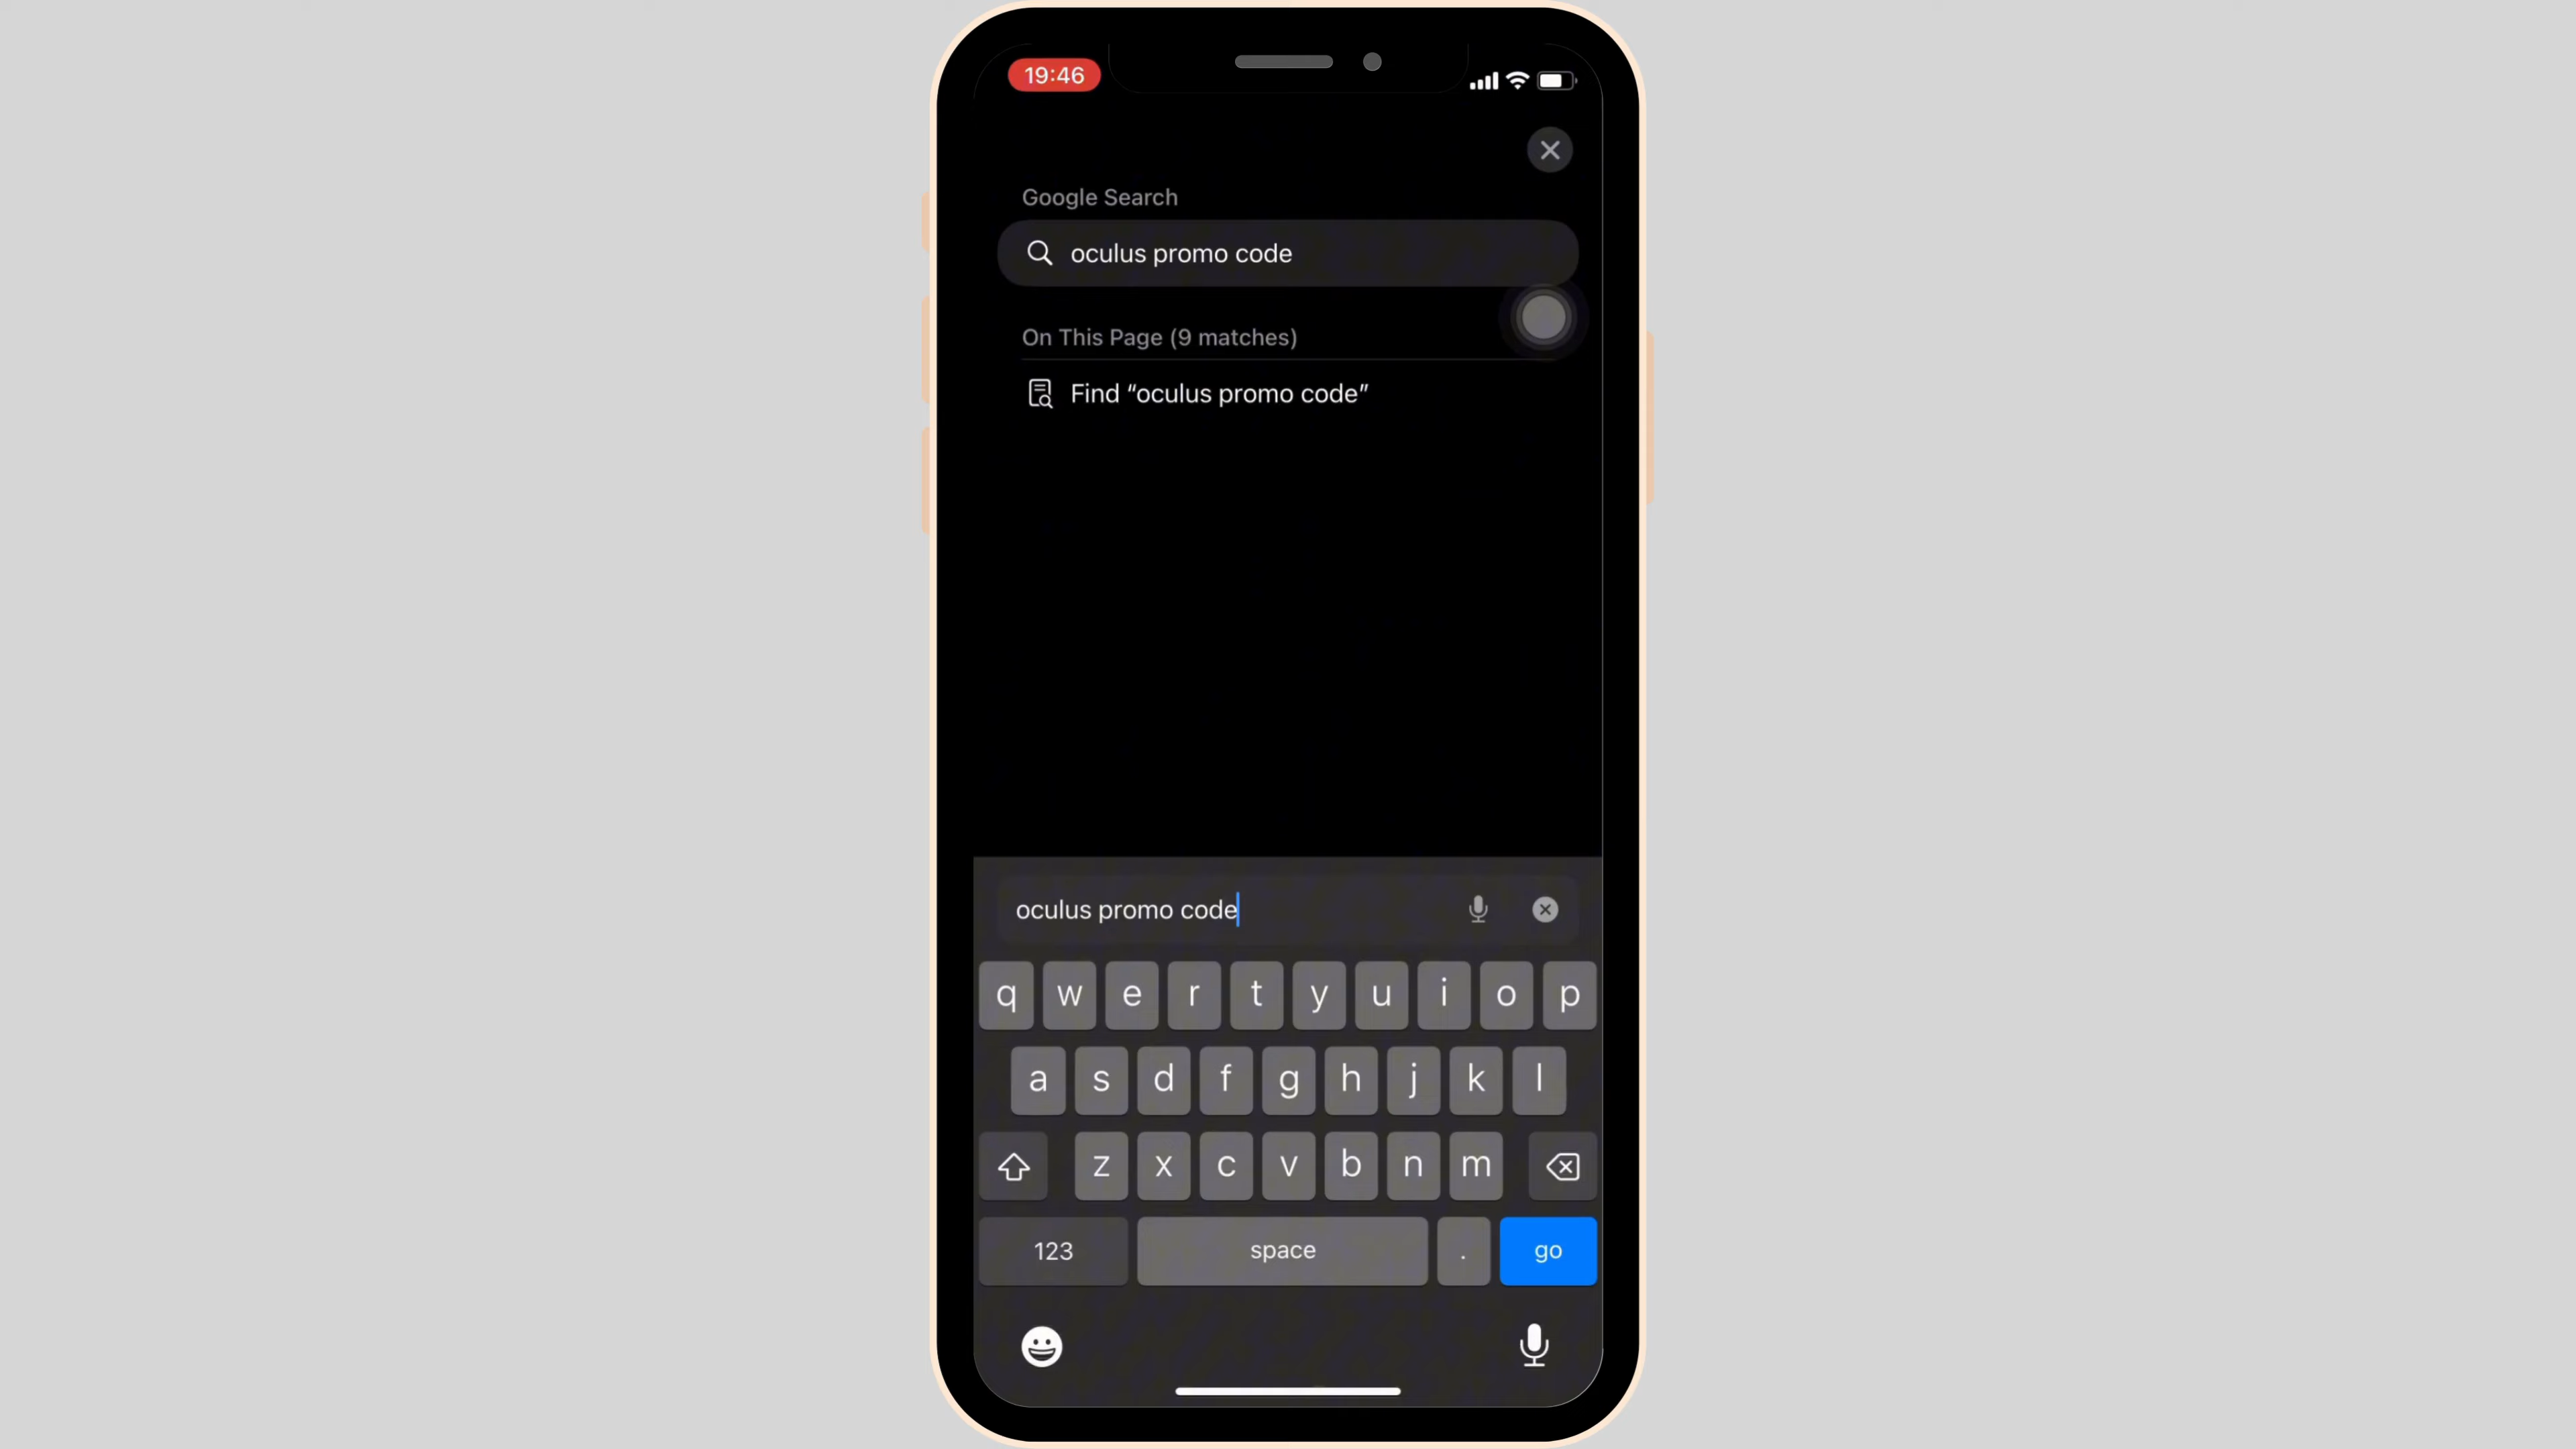 19:46
Google Search
oculus promo code
On This Page (9 matches)
Find “oculus promo code”
oculus promo code
q w e r t y u i o p
a s d f g h j k l
z x c v b n m
123 space . go